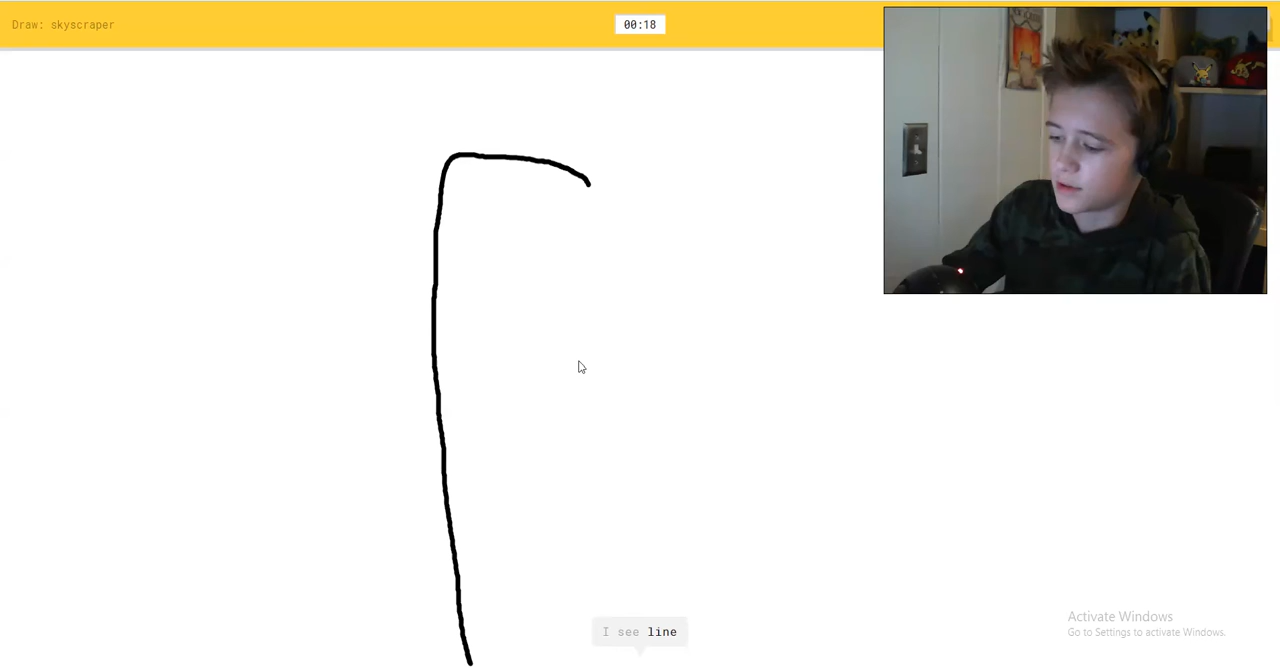 Draw: skyscraper
00:18
I see line
Activate Windows
Go to Settings to activate Windows.